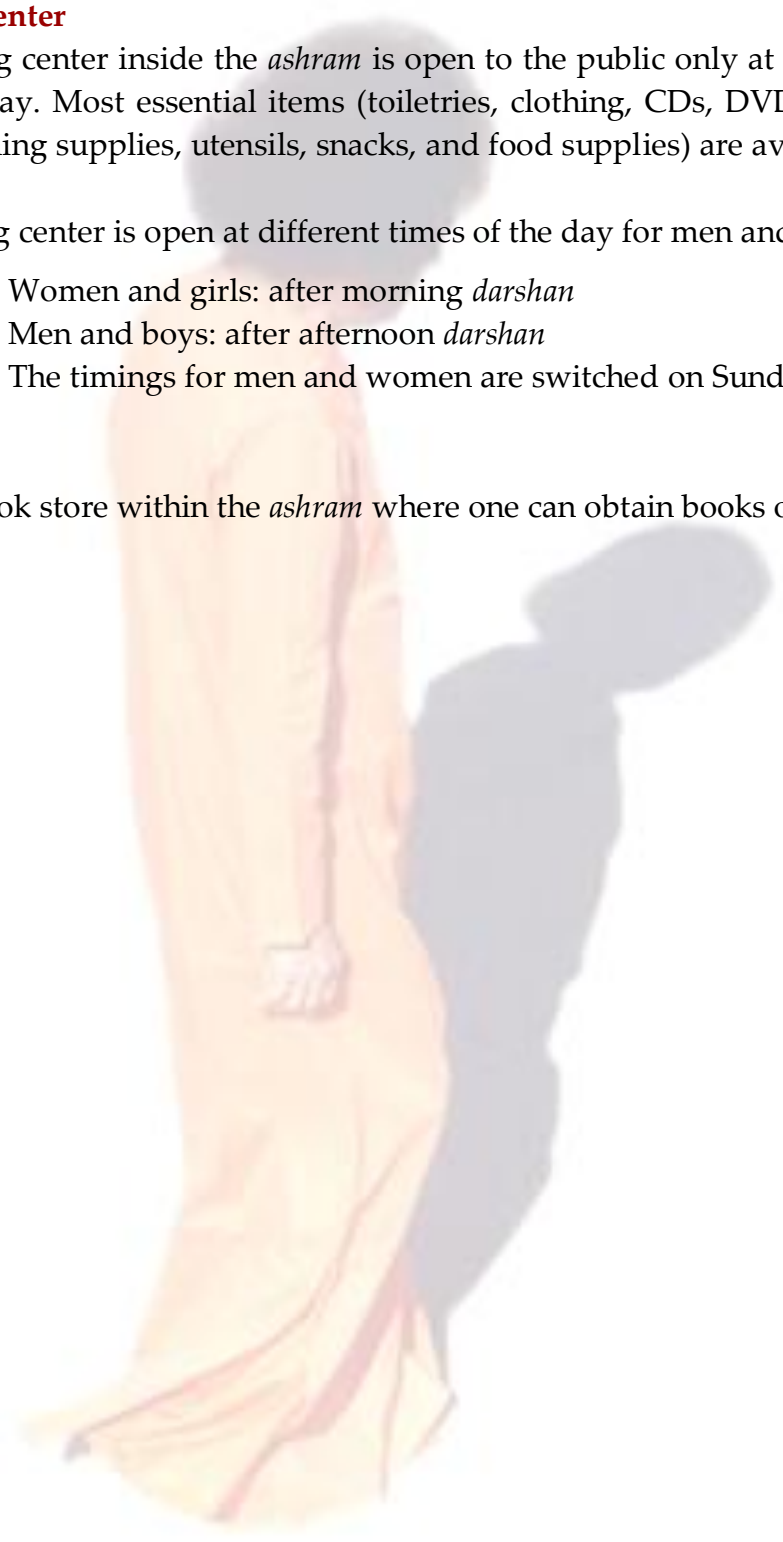 enter
g center inside the ashram is open to the public only at
ay. Most essential items (toiletries, clothing, CDs, DVD
ing supplies, utensils, snacks, and food supplies) are av
g center is open at different times of the day for men and
Women and girls: after morning darshan
Men and boys: after afternoon darshan
The timings for men and women are switched on Sund
ok store within the ashram where one can obtain books o